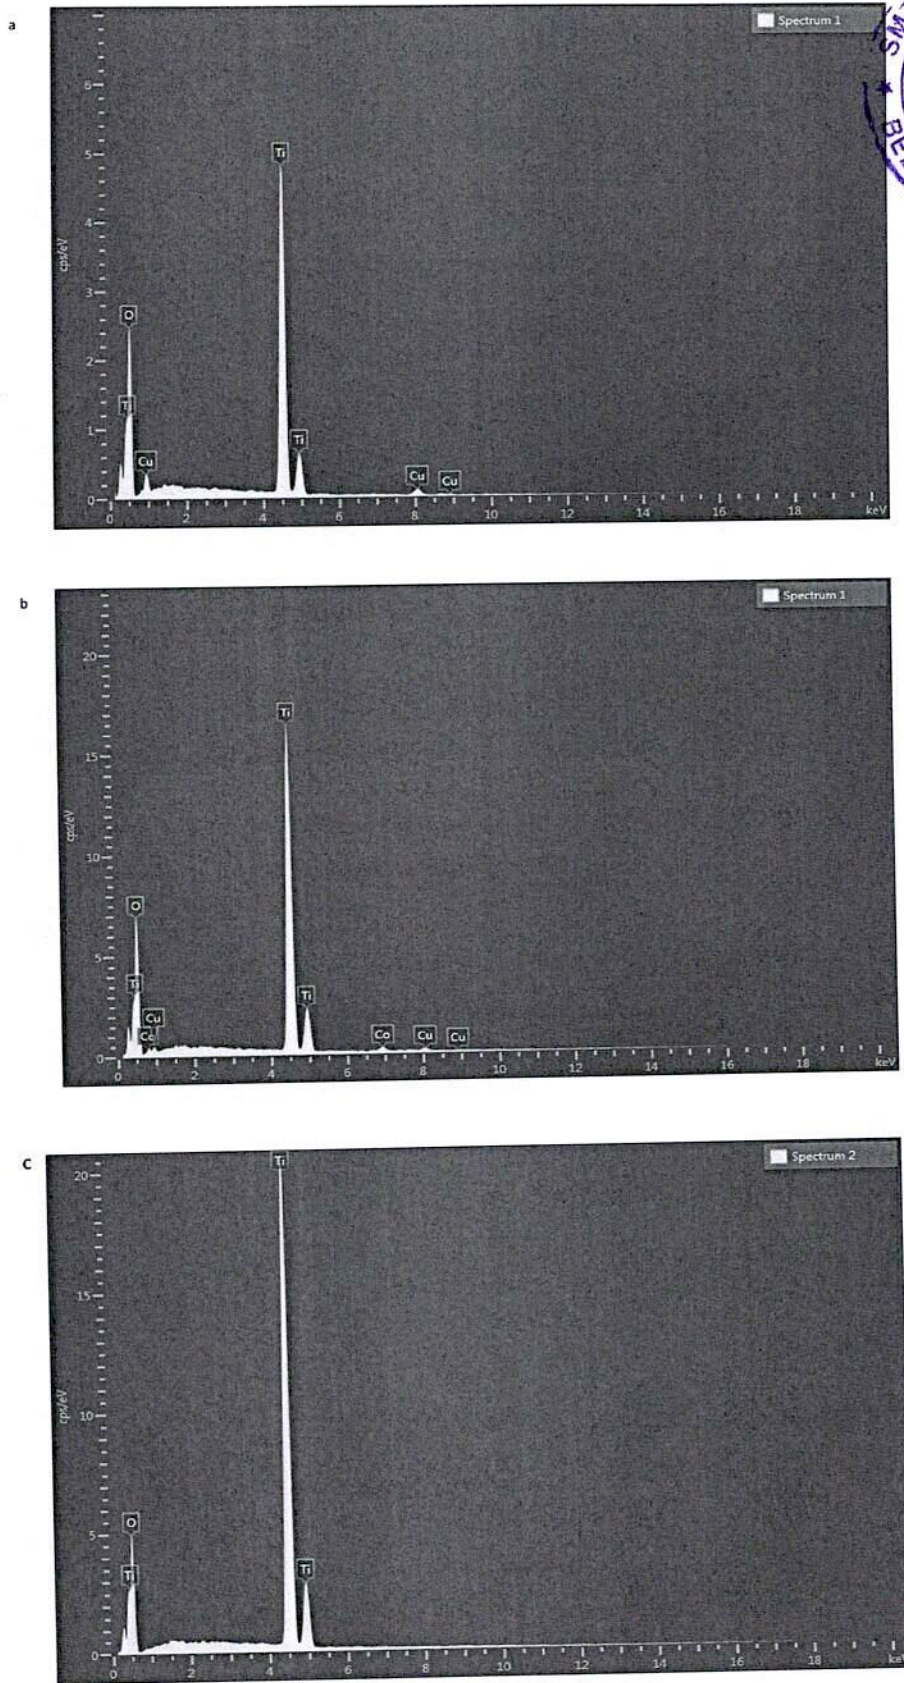 a
Spectrum 1
6
5
Ti
4
cps/eV
3
O
2
Ti
1
Ti
Cu
Cu
Cu
0
0 2 4 6 8 10 12 14 16 18 keV
b
Spectrum 1
20
Ti
15
cps/eV
10
O
5
Ti
Ti
Cu
Co
Co
Cu
Cu
0
0 2 4 6 8 10 12 14 16 18 keV
c
Spectrum 2
Ti
20
15
cps/eV
10
O
5
Ti
Ti
0
0 2 4 6 8 10 12 14 16 18